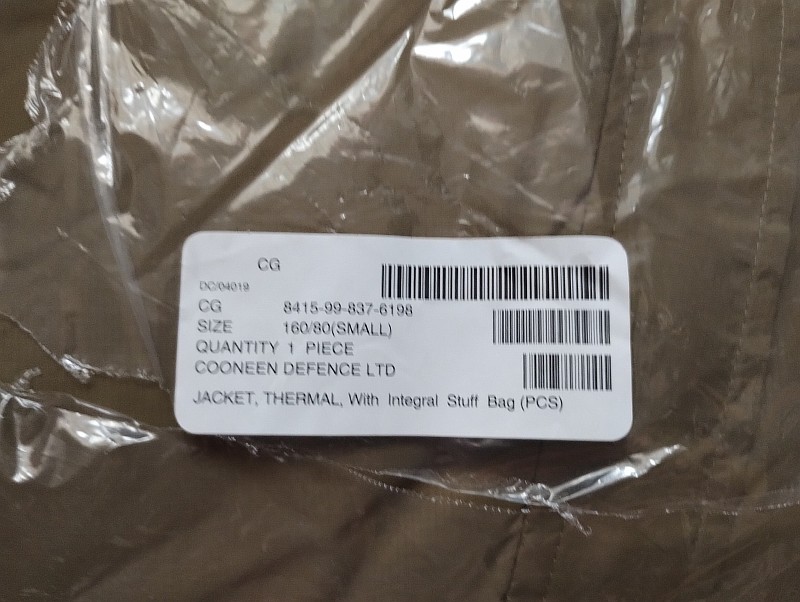 CG
DC/04019
CG 8415-99-837-6198
SIZE 160/80(SMALL)
QUANTITY 1 PIECE
COONEEN DEFENCE LTD
JACKET, THERMAL, With Integral Stuff Bag (PCS)